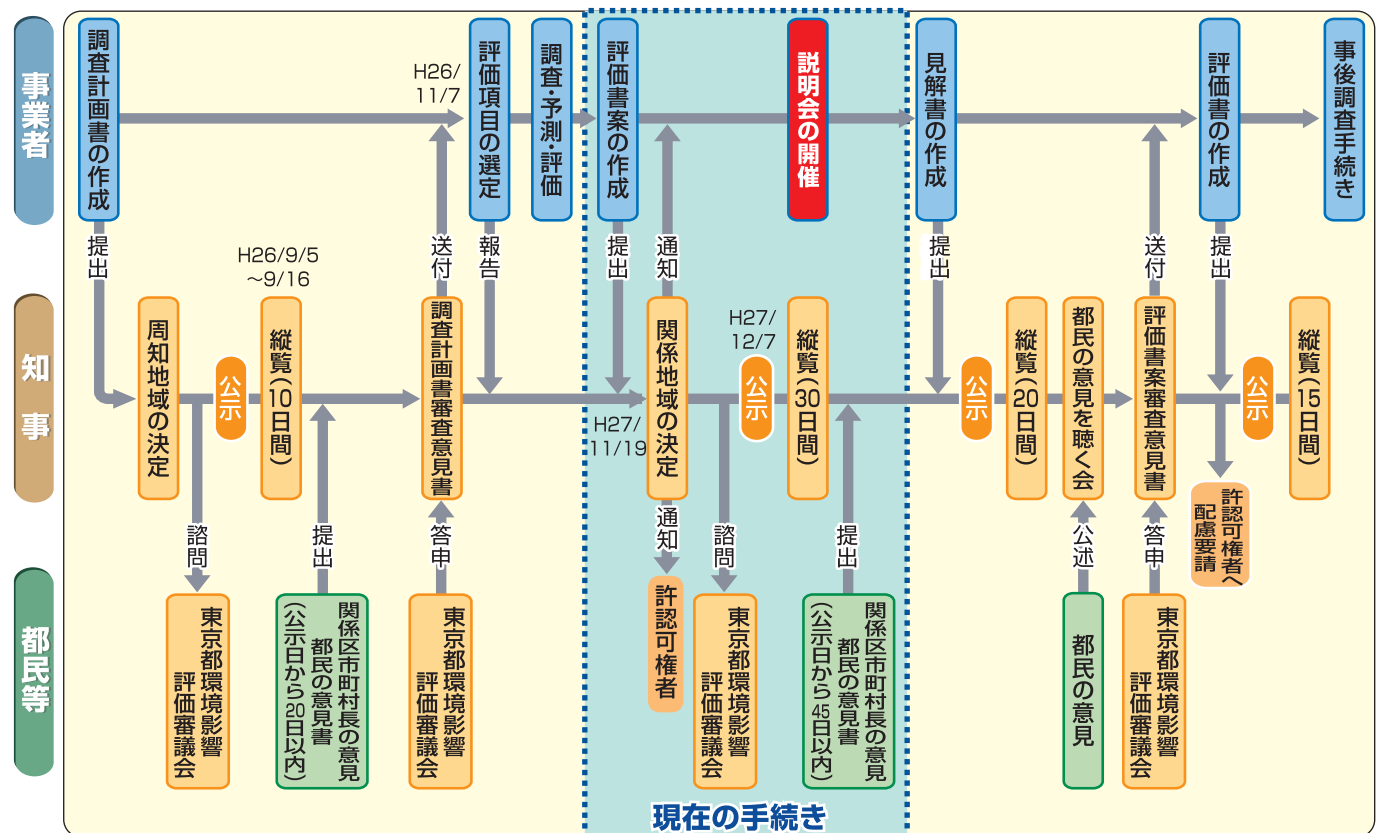 事業者
調査計画書の作成
H26/
11/7
評価項目の選定
調査・予測・評価
評価書案の作成
説明会の開催
見解書の作成
評価書の作成
事後調査手続き
提出
送付
報告
提出
通知
提出
送付
提出
知事
周知地域の決定
公示
H26/9/5
～9/16
縦覧（10日間）
調査計画書審査意見書
H27/
11/19
関係地域の決定
H27/
12/7
公示
縦覧（30日間）
公示
縦覧（20日間）
都民の意見を聴く会
評価書案審査意見書
許認可権者へ
配慮要請
公示
縦覧（15日間）
諮問
提出
答申
通知
諮問
提出
公述
答申
都民等
東京都環境影響
評価審議会
関係区市町村長の意見
都民の意見書
（公示日から20日以内）
東京都環境影響
評価審議会
許認可権者
東京都環境影響
評価審議会
関係区市町村長の意見
都民の意見書
（公示日から45日以内）
都民の意見
東京都環境影響
評価審議会
現在の手続き